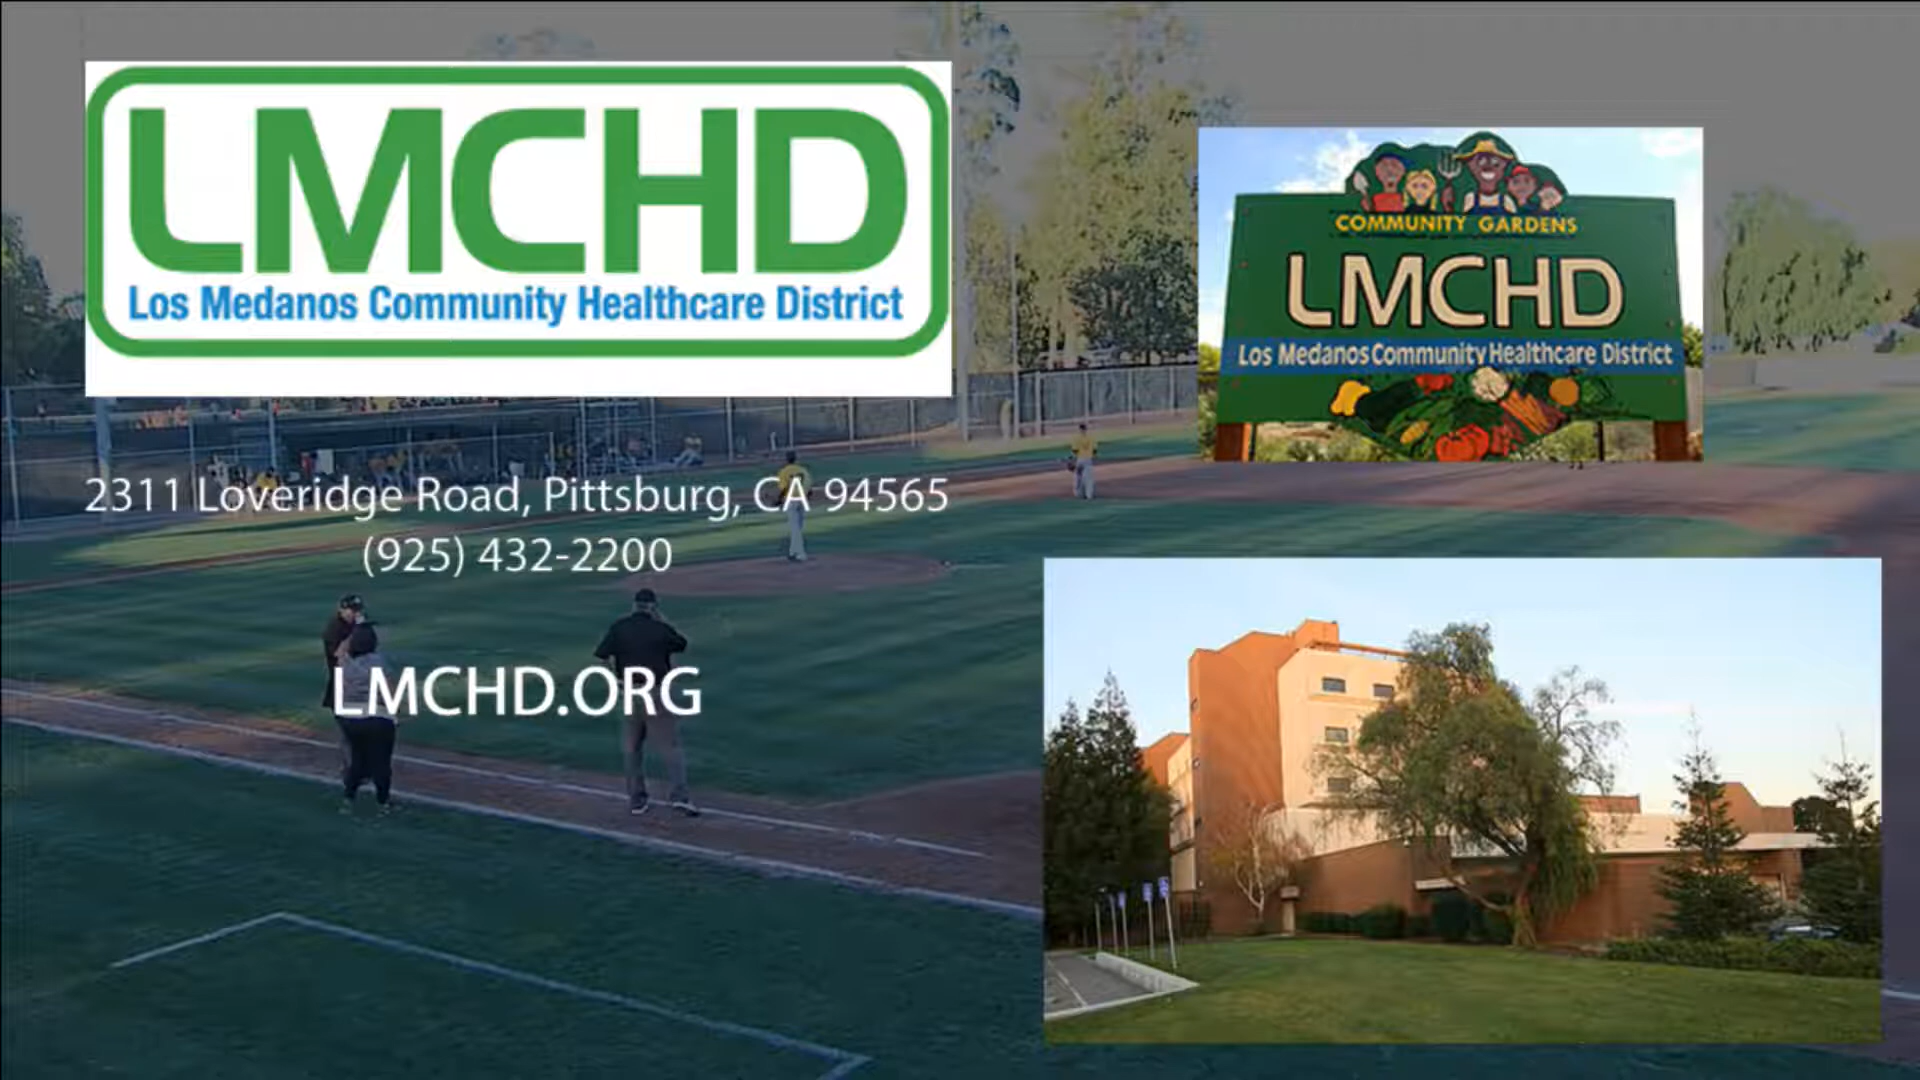 LMCHD
Los Medanos Community Healthcare District
2311 Loveridge Road, Pittsburg, CA 94565
(925) 432-2200
LMCHD.ORG
COMMUNITY GARDENS
LMCHD
Los Medanos Community Healthcare District